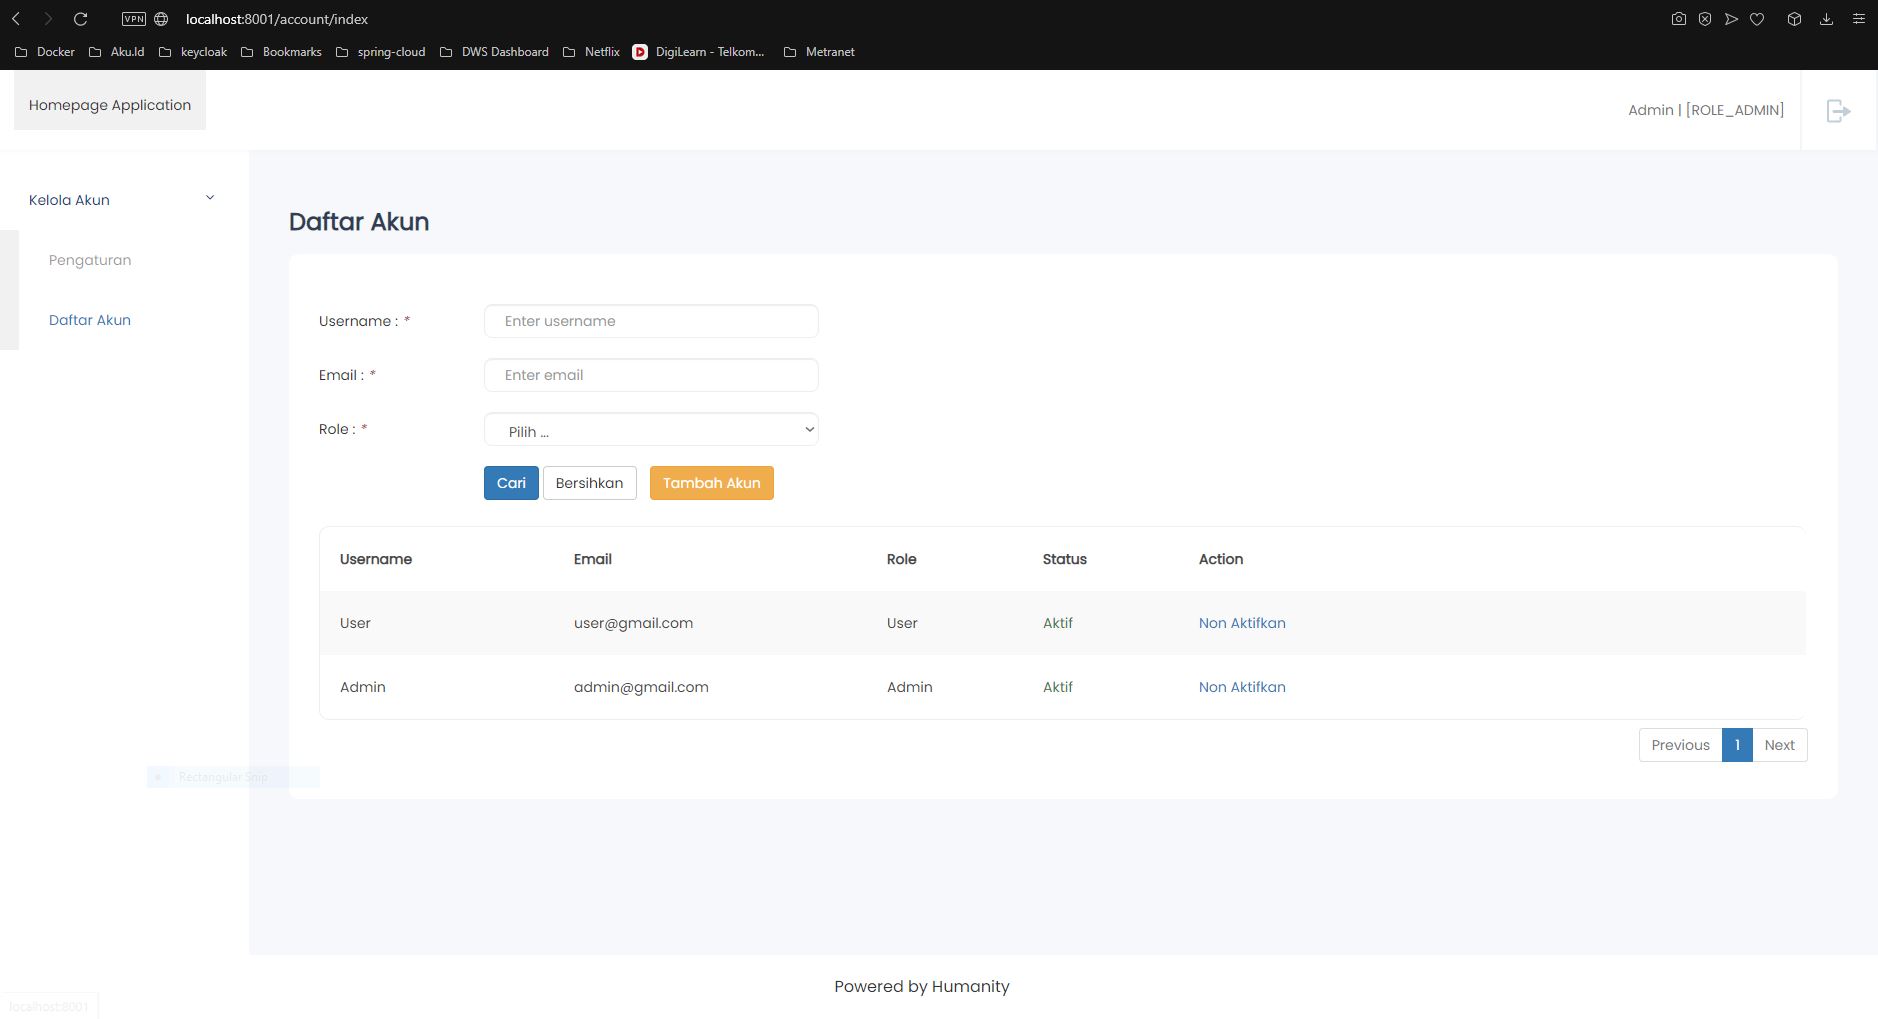 VPN localhost:8001/account/index
Docker Aku.Id keycloak Bookmarks spring-cloud DWS Dashboard Netflix DigiLearn - Telkom... Metranet
Homepage Application
Admin | [ROLE_ADMIN]
Kelola Akun
Pengaturan
Daftar Akun
Daftar Akun
Username : *
Enter username
Email : *
Enter email
Role : *
Pilih ...
Cari Bersihkan Tambah Akun
Username Email Role Status Action
User user@gmail.com User Aktif Non Aktifkan
Admin admin@gmail.com Admin Aktif Non Aktifkan
Previous 1 Next
Rectangular Snip
Powered by Humanity
localhost:8001